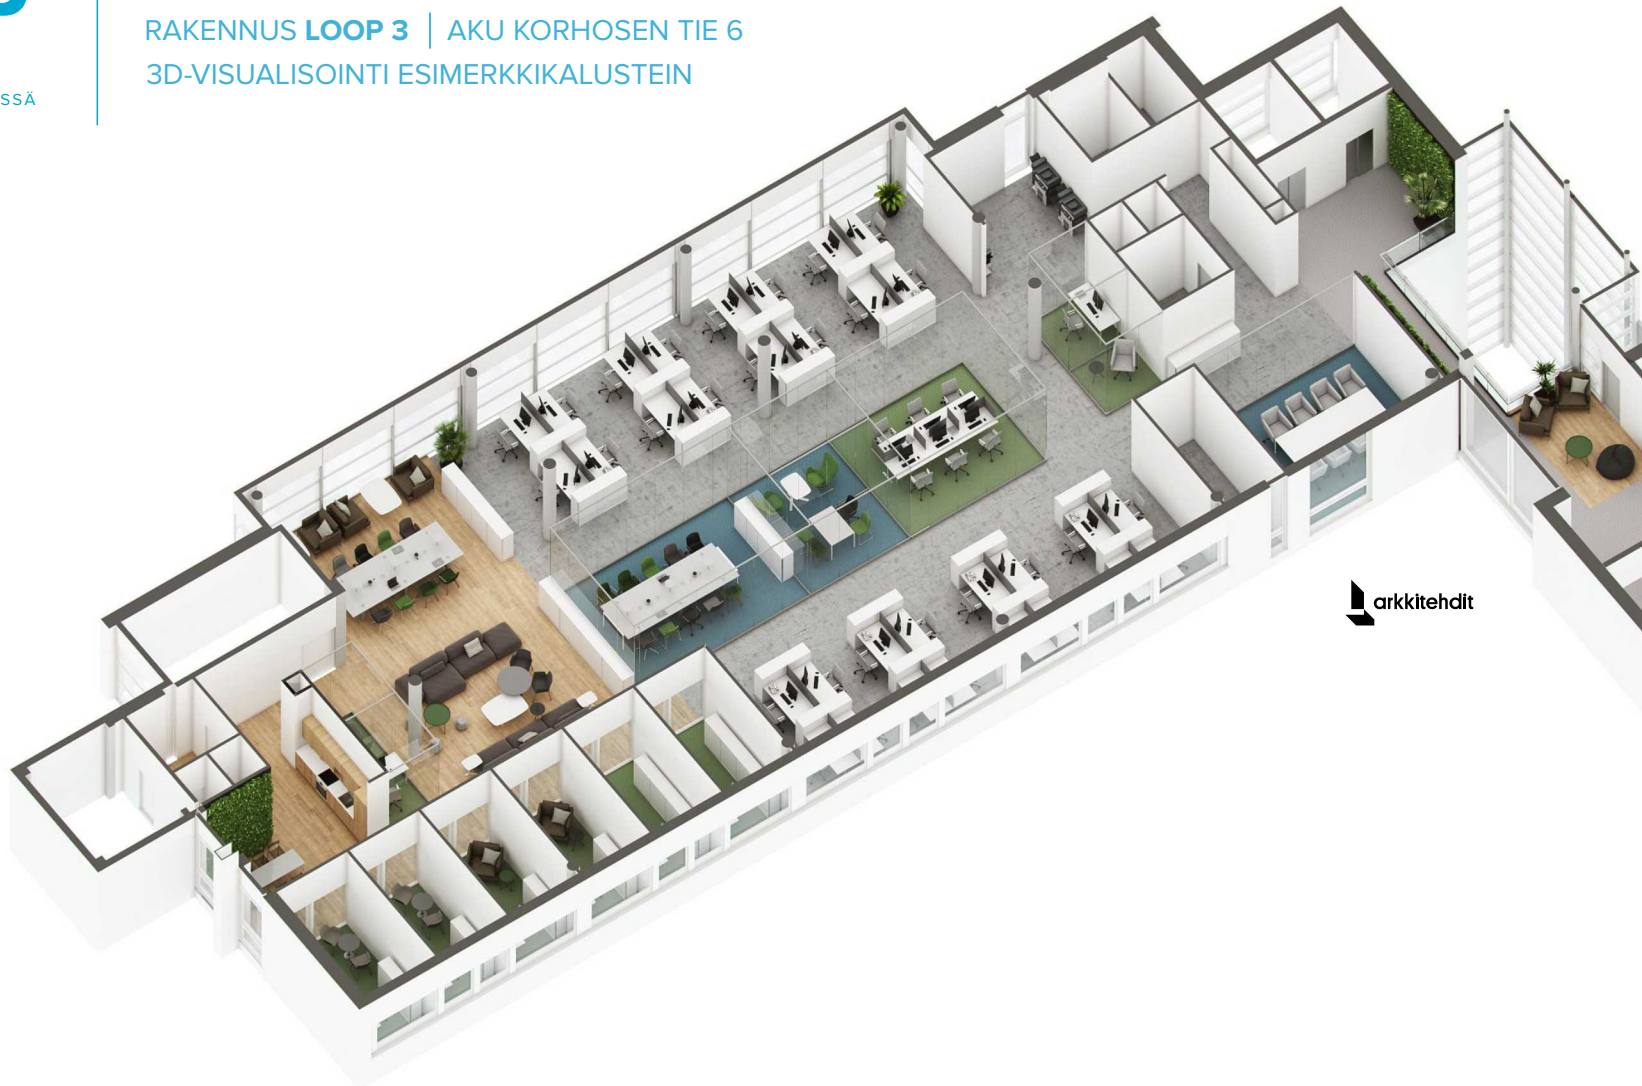 RAKENNUS LOOP 3 | AKU KORHOSEN TIE 6
3D-VISUALISOINTI ESIMERKKIKALUSTEIN
SSÄ
arkkitehdit